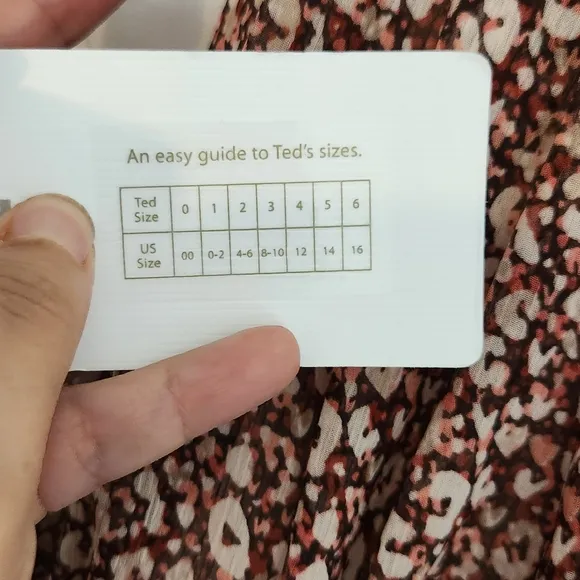 An easy guide to Ted's sizes.
Ted Size 0 1 2 3 4 5 6
US Size 00 0-2 4-6 8-10 12 14 16